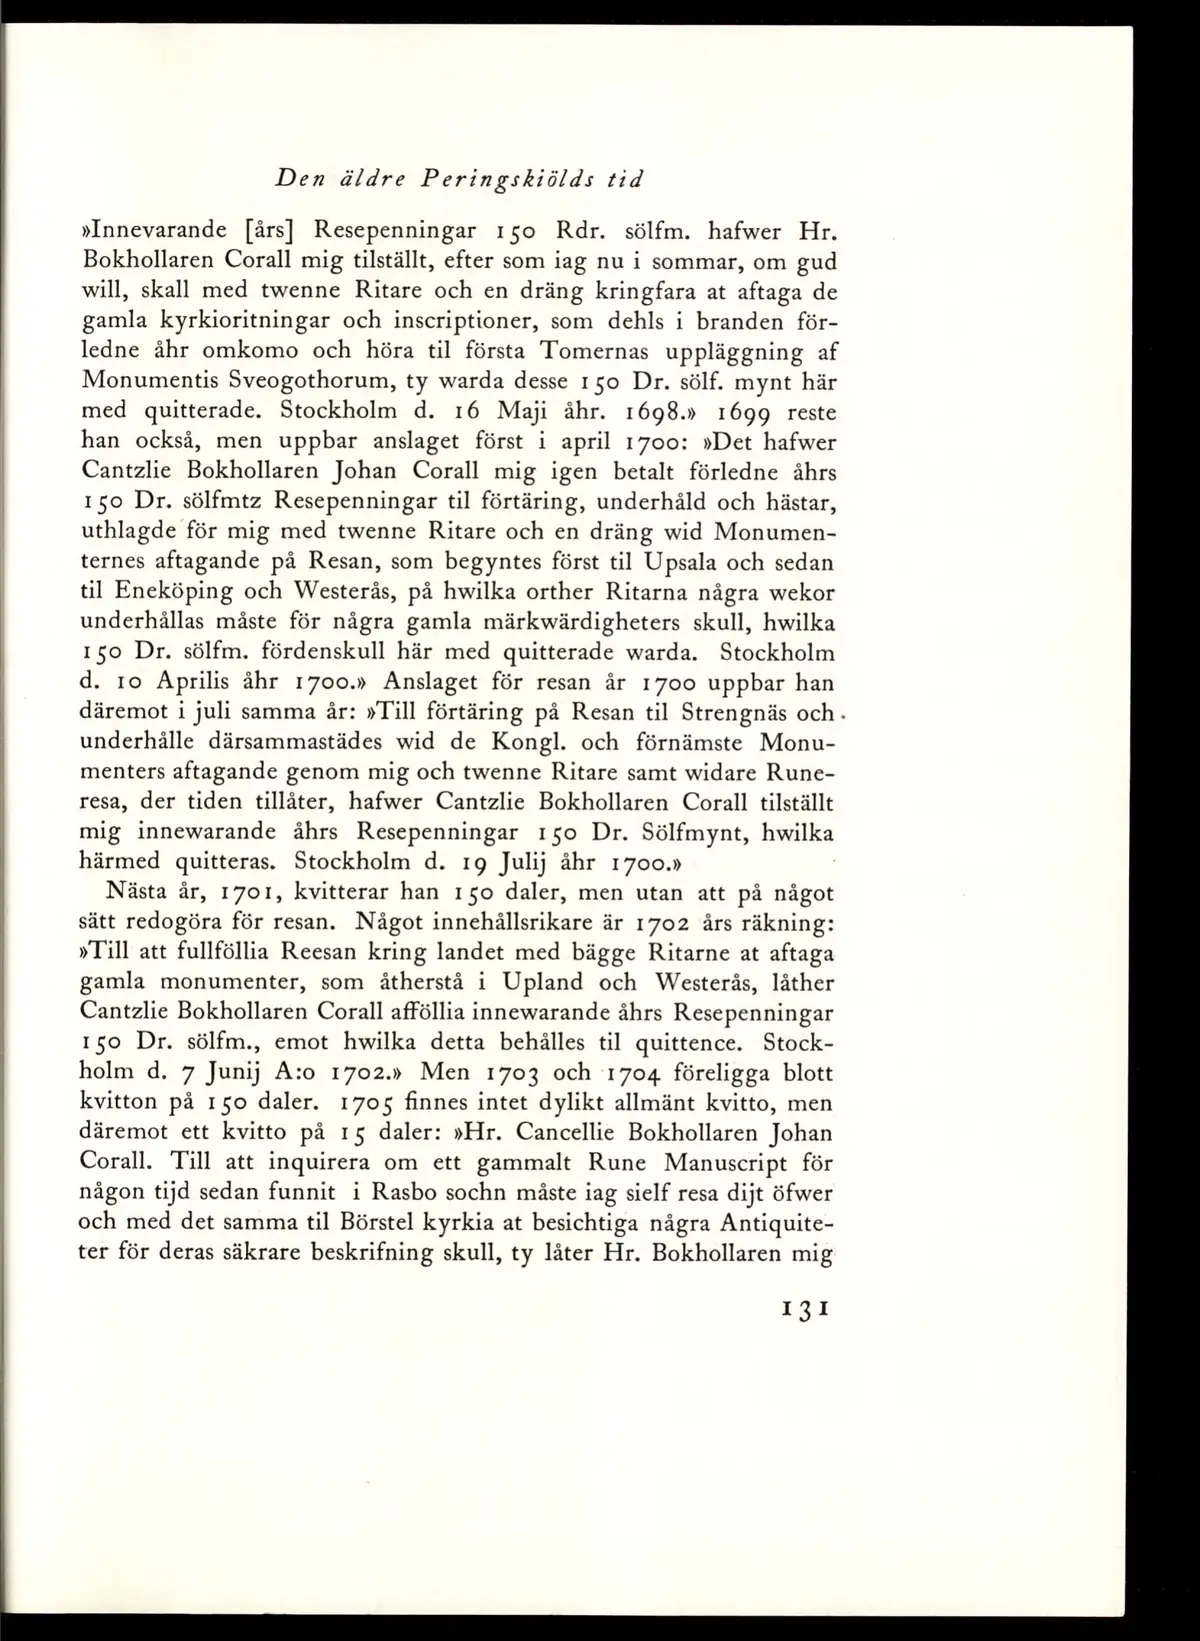 Den äldre Peringskiölds tid
»Innevarande [års] Resepenningar 150 Rdr. sölfm. hafwer Hr.
Bokhollaren Corall mig tilställt, efter som iag nu i sommar, om gud
will, skall med twenne Ritare och en dräng kringfara at aftaga de
gamla kyrkioritningar och inscriptioner, som dehls i branden för-
ledne åhr omkomo och höra til första Tomernas uppläggning af
Monumentis Sveogothorum, ty warda desse 150 Dr. sölf. mynt här
med quitterade. Stockholm d. 16 Maji åhr. 1698.» 1699 reste
han också, men uppbar anslaget först i april 1700: »Det hafwer
Cantzlie Bokhollaren Johan Corall mig igen betalt förledne åhrs
150 Dr. sölfmtz Resepenningar til förtäring, underhåld och hästar,
uthlagde för mig med twenne Ritare och en dräng wid Monumen-
ternes aftagande på Resan, som begyntes först til Upsala och sedan
til Eneköping och Westerås, på hwilka orther Ritarna några wekor
underhållas måste för några gamla märkwärdigheters skull, hwilka
150 Dr. sölfm. fördenskull här med quitterade warda. Stockholm
d. 10 Aprilis åhr 1700.» Anslaget för resan år 1700 uppbar han
däremot i juli samma år: »Till förtäring på Resan til Strengnäs och
underhålle därsammastädes wid de Kongl. och förnämste Monu-
menters aftagande genom mig och twenne Ritare samt widare Rune-
resa, der tiden tillåter, hafwer Cantzlie Bokhollaren Corall tilställt
mig innewarande åhrs Resepenningar 150 Dr. Sölfmynt, hwilka
härmed quitteras. Stockholm d. 19 Julij åhr 1700.»
Nästa år, 1701, kvitterar han 150 daler, men utan att på något
sätt redogöra för resan. Något innehållsrikare är 1702 års räkning:
»Till att fullföllia Reesan kring landet med bägge Ritarne at aftaga
gamla monumenter, som åtherstå i Upland och Westerås, låther
Cantzlie Bokhollaren Corall afföllia innewarande åhrs Resepenningar
150 Dr. sölfm., emot hwilka detta behålles til quittence. Stock-
holm d. 7 Junij A:o 1702.» Men 1703 och 1704 föreligga blott
kvitton på 150 daler. 1705 finnes intet dylikt allmänt kvitto, men
däremot ett kvitto på 15 daler: »Hr. Cancellie Bokhollaren Johan
Corall. Till att inquirera om ett gammalt Rune Manuscript för
någon tijd sedan funnit i Rasbo sochn måste iag sielf resa dijt öfwer
och med det samma til Börstel kyrkia at besichtiga några Antiquite-
ter för deras säkrare beskrifning skull, ty låter Hr. Bokhollaren mig
131